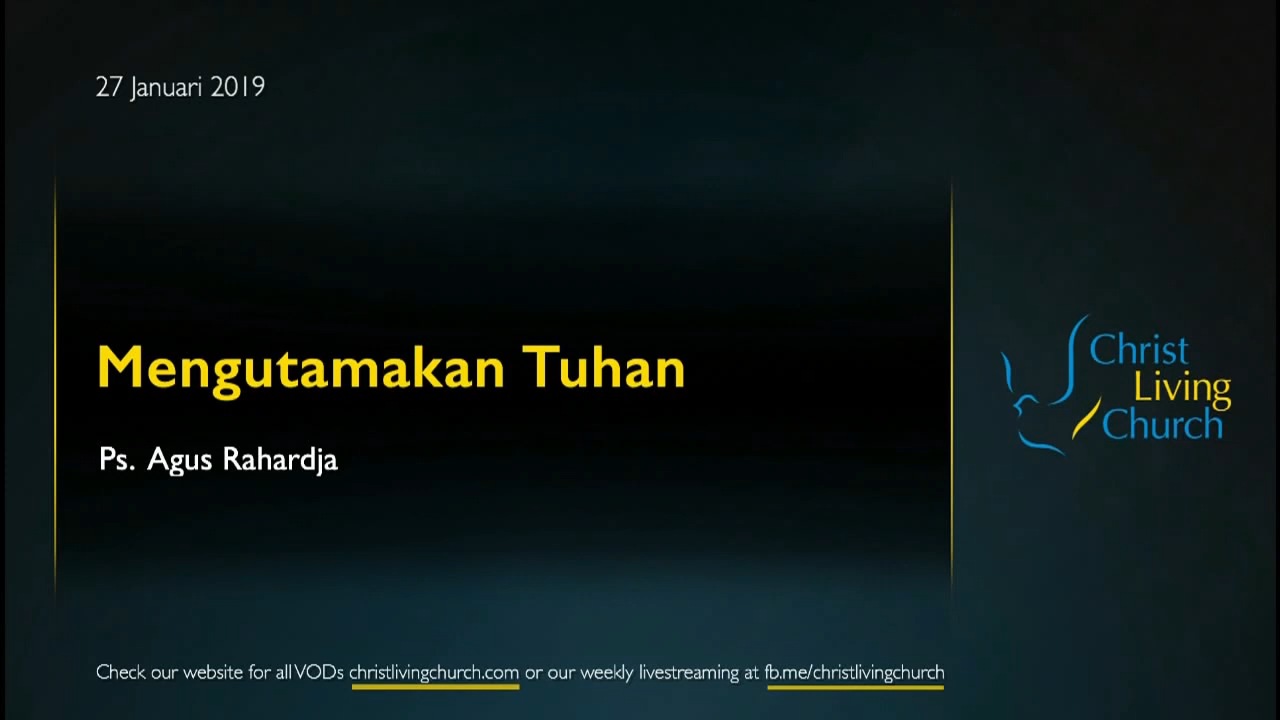 27 Januari 2019
Mengutamakan Tuhan
Ps. Agus Rahardja
Christ
Living
Church
Check our website for all VODs christlivingchurch.com or our weekly livestreaming at fb.me/christlivingchurch